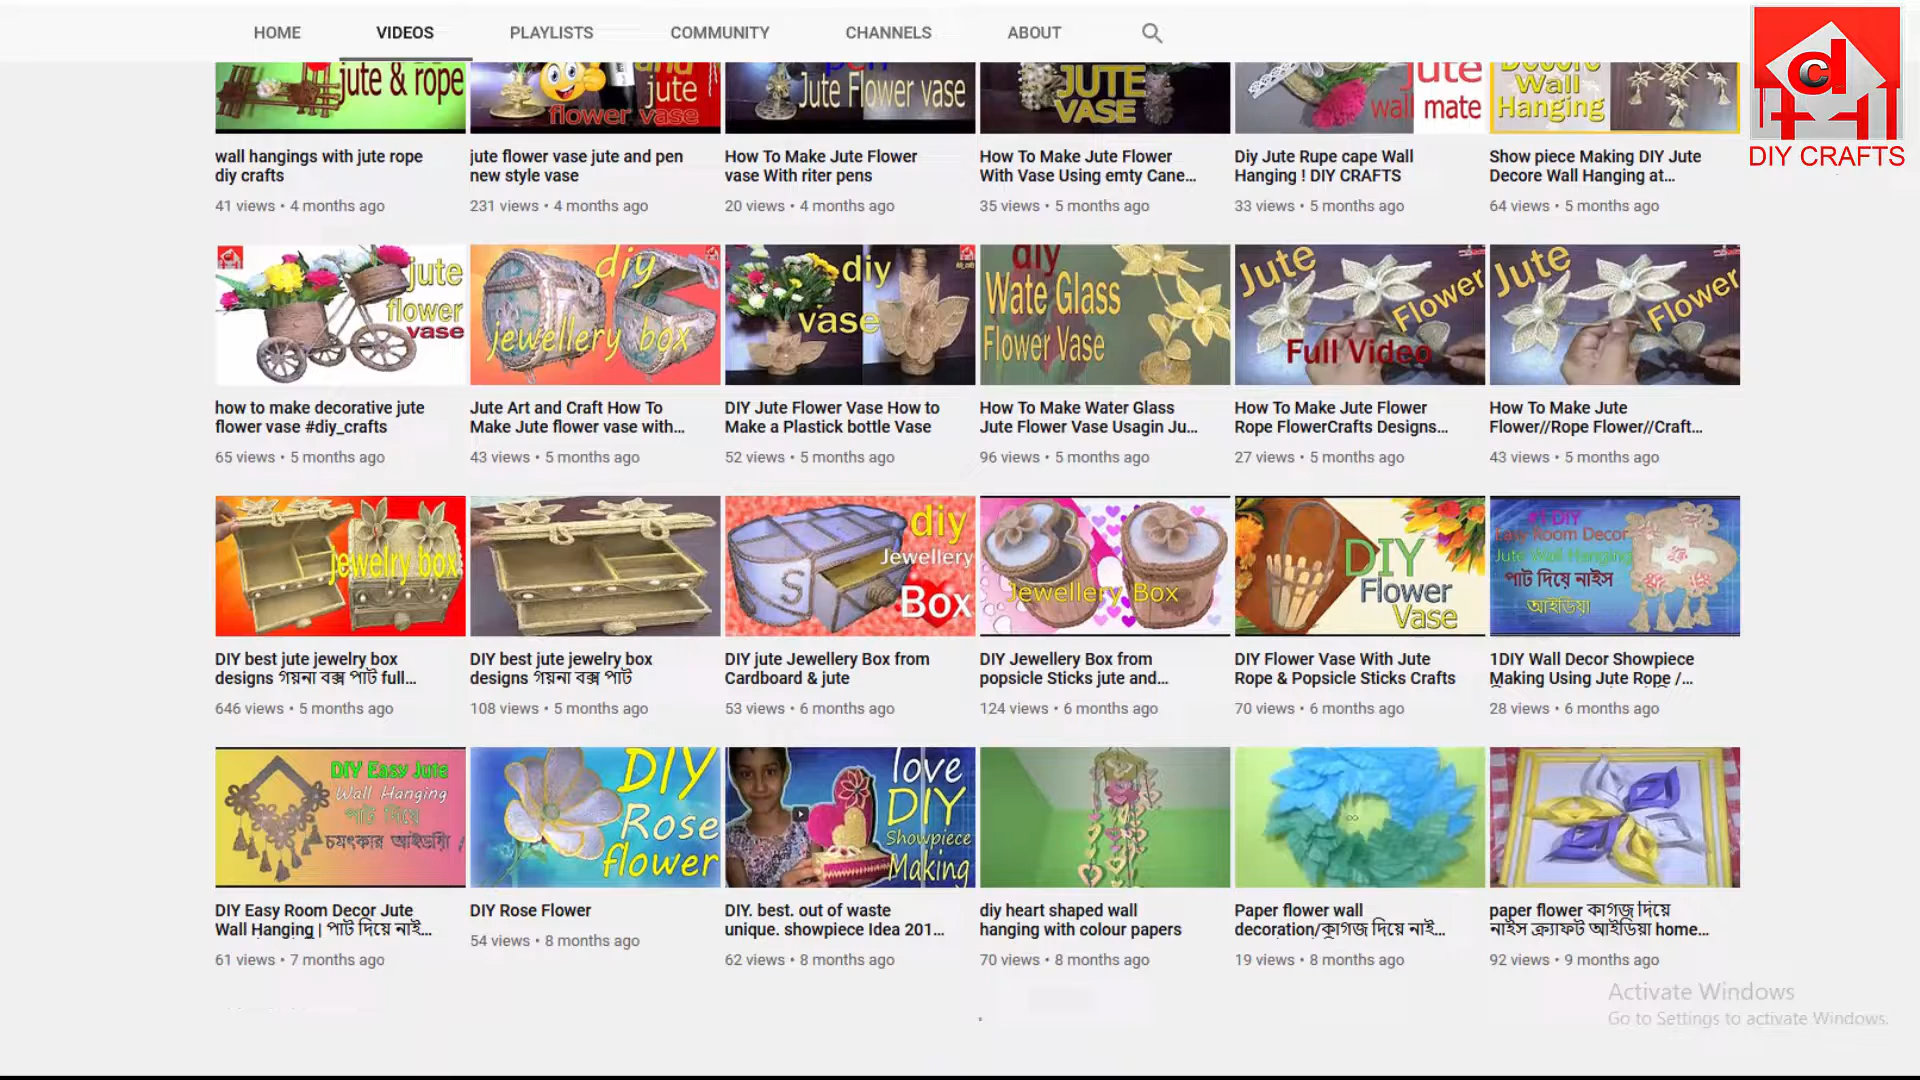 HOME VIDEOS PLAYLISTS COMMUNITY CHANNELS ABOUT
DIY CRAFTS
jute & rope
jute
flower vase
Jute Flower vase
JUTE
VASE
jute
wall mate
Decore
Wall
Hanging
wall hangings with jute rope
diy crafts
41 views • 4 months ago
jute flower vase jute and pen
new style vase
231 views • 4 months ago
How To Make Jute Flower
vase With riter pens
20 views • 4 months ago
How To Make Jute Flower
With Vase Using emty Cane...
35 views • 5 months ago
Diy Jute Rupe cape Wall
Hanging ! DIY CRAFTS
33 views • 5 months ago
Show piece Making DIY Jute
Decore Wall Hanging at...
64 views • 5 months ago
jute
flower
vase
diy
jewellery box
diy
vase
diy
Wate Glass
Flower Vase
Jute
Flower
Full Video
Jute
Flower
how to make decorative jute
flower vase #diy_crafts
65 views • 5 months ago
Jute Art and Craft How To
Make Jute flower vase with...
43 views • 5 months ago
DIY Jute Flower Vase How to
Make a Plastick bottle Vase
52 views • 5 months ago
How To Make Water Glass
Jute Flower Vase Usagin Ju...
96 views • 5 months ago
How To Make Jute Flower
Rope FlowerCrafts Designs...
27 views • 5 months ago
How To Make Jute
Flower//Rope Flower//Craft...
43 views • 5 months ago
jewelry box
diy
Jewellery
Box
Jewellery Box
DIY
Flower
Vase
#1 DIY
Easy Room Decor
Jute Wall Hanging
পাট দিয়ে নাইস
আইডিয়া
DIY best jute jewelry box
designs গয়না বক্স পাট full...
646 views • 5 months ago
DIY best jute jewelry box
designs গয়না বক্স পাট
108 views • 5 months ago
DIY jute Jewellery Box from
Cardboard & jute
53 views • 6 months ago
DIY Jewellery Box from
popsicle Sticks jute and...
124 views • 6 months ago
DIY Flower Vase With Jute
Rope & Popsicle Sticks Crafts
70 views • 6 months ago
1DIY Wall Decor Showpiece
Making Using Jute Rope /...
28 views • 6 months ago
DIY Easy Jute
Wall Hanging
পাট দিয়ে
চমৎকার আইডিয়া /
DIY
Rose
flower
love
DIY
Showpiece
Making
DIY Easy Room Decor Jute
Wall Hanging | পাট দিয়ে নাই...
61 views • 7 months ago
DIY Rose Flower
54 views • 8 months ago
DIY. best. out of waste
unique. showpiece Idea 201...
62 views • 8 months ago
diy heart shaped wall
hanging with colour papers
70 views • 8 months ago
Paper flower wall
decoration/কাগজ দিয়ে নাই...
19 views • 8 months ago
paper flower কাগজ দিয়ে
নাইস ক্র্যাফট আইডিয়া home...
92 views • 9 months ago
Activate Windows
Go to Settings to activate Windows.